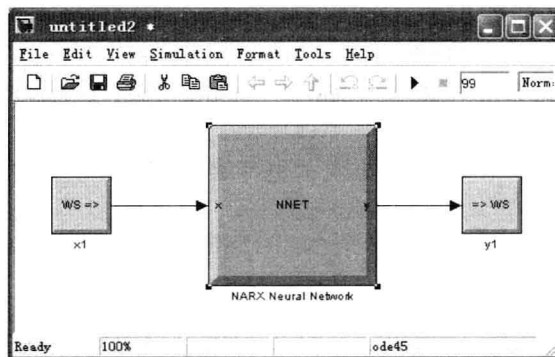 untitled2 *
File Edit View Simulation Format Tools Help
99 Norm
WS => x NNET y => WS
x1 y1
NARX Neural Network
Ready 100% ode45